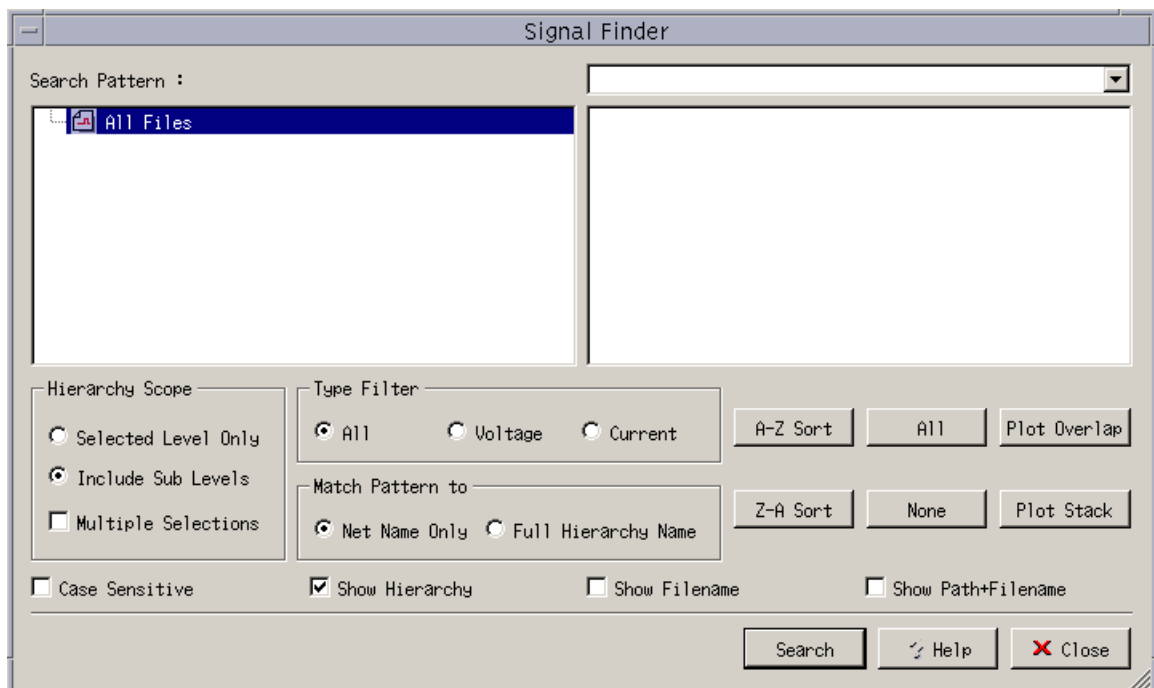 Signal Finder
Search Pattern :
All Files
Hierarchy Scope
Selected Level Only
Include Sub Levels
Multiple Selections
Type Filter
All Voltage Current
Match Pattern to
Net Name Only Full Hierarchy Name
A-Z Sort All Plot Overlap
Z-A Sort None Plot Stack
Case Sensitive Show Hierarchy Show Filename Show Path+Filename
Search Help Close